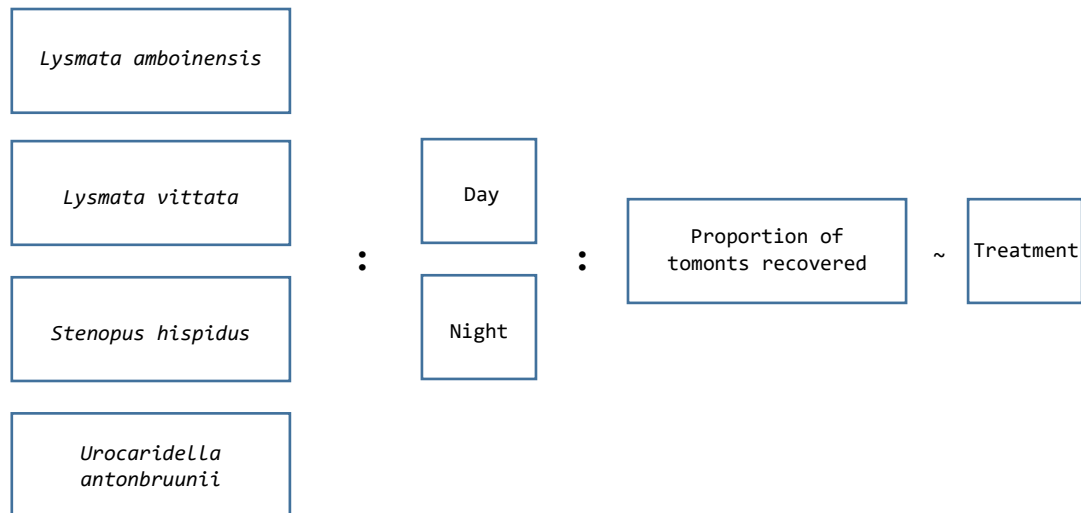 Lysmata amboinensis
Lysmata vittata
Stenopus hispidus
Urocaridella
antonbruunii
:
Day
Night
:
Proportion of
tomonts recovered
~
Treatment